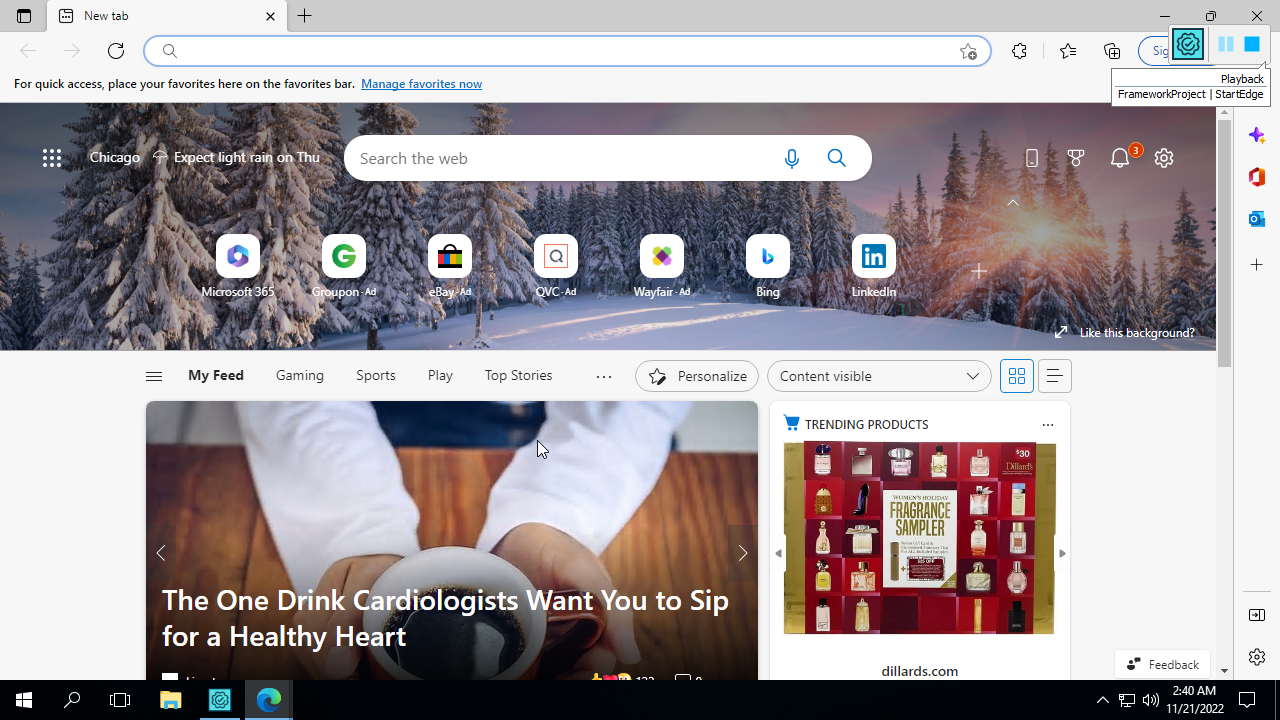 New tab
Sig
Playback
FrameworkProject | StartEdge
For quick access, place your favorites here on the favorites bar. Manage favorites now
Chicago
Expect light rain on Thu
Search the web
3
Microsoft 365
Groupon · Ad
eBay · Ad
QVC · Ad
Wayfair · Ad
Bing
LinkedIn
Like this background?
My Feed
Gaming
Sports
Play
Top Stories
Personalize
Content visible
TRENDING PRODUCTS
$30
Dillard's
WOMEN'S HOLIDAY
FRAGRANCE
SAMPLER
The One Drink Cardiologists Want You to Sip
for a Healthy Heart
dillards.com
Feedback
2:40 AM
11/21/2022